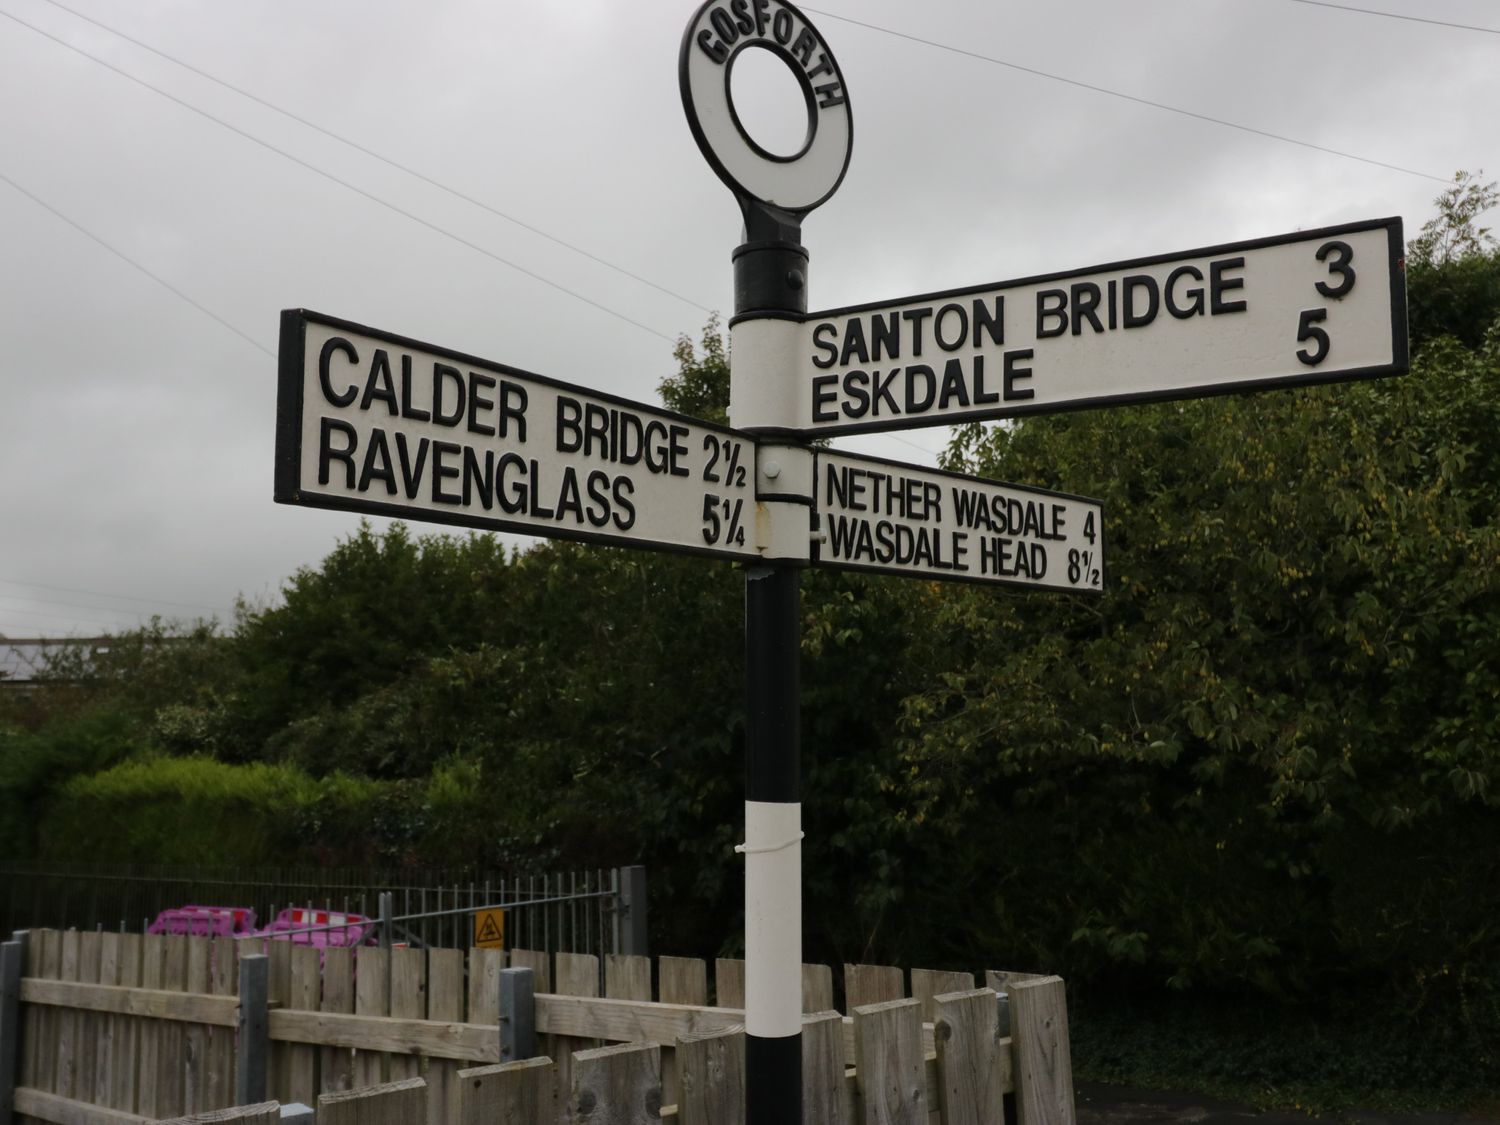 GOSFORTH
CALDER BRIDGE 2½
RAVENGLASS 5¼
SANTON BRIDGE 3
ESKDALE 5
NETHER WASDALE 4
WASDALE HEAD 8½